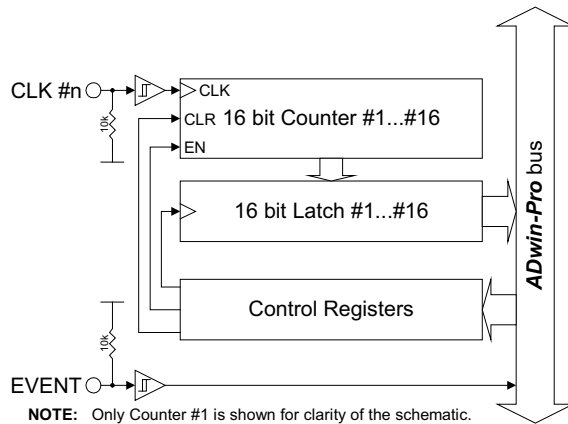 CLK #n
10k
CLK
CLR
EN
16 bit Counter #1...#16
16 bit Latch #1...#16
Control Registers
ADwin-Pro bus
10k
EVENT
NOTE: Only Counter #1 is shown for clarity of the schematic.